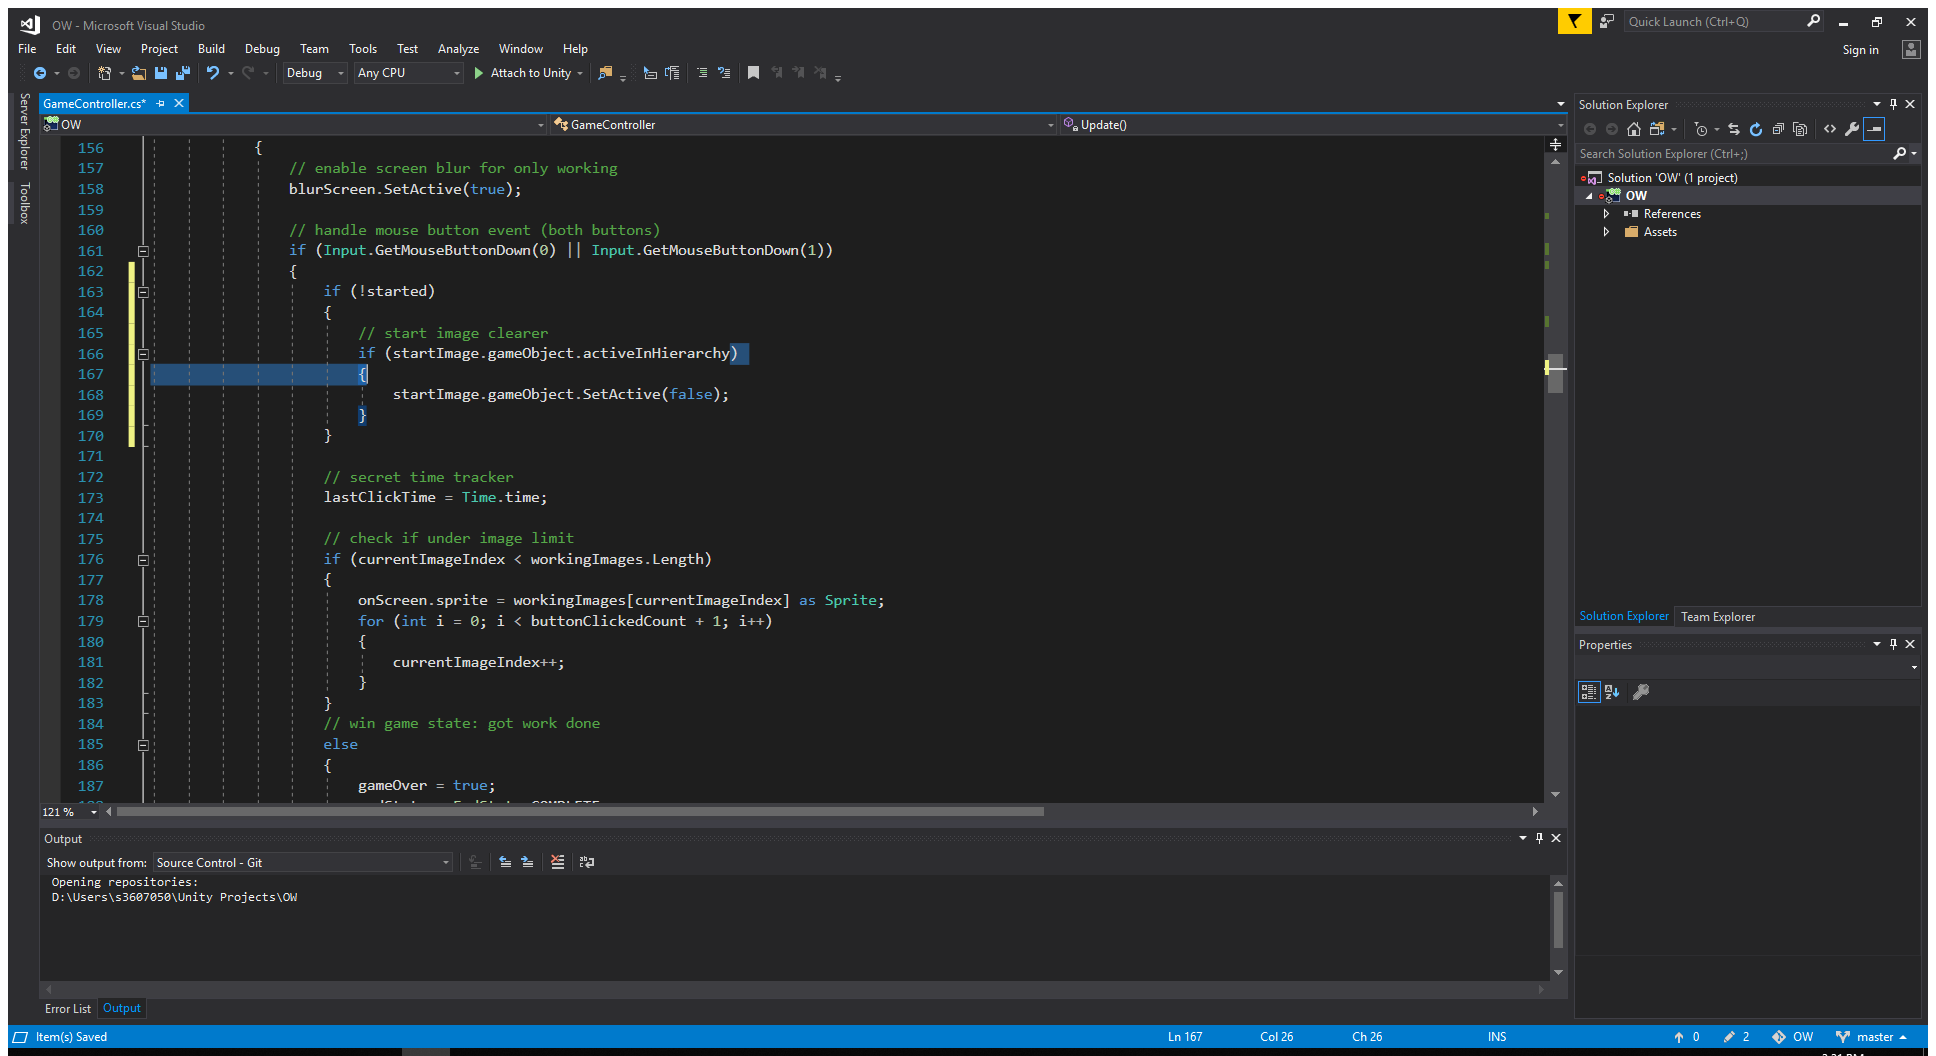 OW - Microsoft Visual Studio
Quick Launch (Ctrl+Q)
File Edit View Project Build Debug Team Tools Test Analyze Window Help
Sign in
Debug Any CPU Attach to Unity
Server Explorer
Toolbox
GameController.cs*
OW GameController Update()
156 {
157 // enable screen blur for only working
158 blurScreen.SetActive(true);
159
160 // handle mouse button event (both buttons)
161 if (Input.GetMouseButtonDown(0) || Input.GetMouseButtonDown(1))
162 {
163 if (!started)
164 {
165 // start image clearer
166 if (startImage.gameObject.activeInHierarchy)
167 {
168 startImage.gameObject.SetActive(false);
169 }
170 }
171
172 // secret time tracker
173 lastClickTime = Time.time;
174
175 // check if under image limit
176 if (currentImageIndex < workingImages.Length)
177 {
178 onScreen.sprite = workingImages[currentImageIndex] as Sprite;
179 for (int i = 0; i < buttonClickedCount + 1; i++)
180 {
181 currentImageIndex++;
182 }
183 }
184 // win game state: got work done
185 else
186 {
187 gameOver = true;
121 %
Output
Show output from: Source Control - Git
Opening repositories:
D:\Users\s3607050\Unity Projects\OW
Error List Output
Solution Explorer
Search Solution Explorer (Ctrl+;)
Solution 'OW' (1 project)
OW
References
Assets
Solution Explorer Team Explorer
Properties
Item(s) Saved Ln 167 Col 26 Ch 26 INS 0 2 OW master